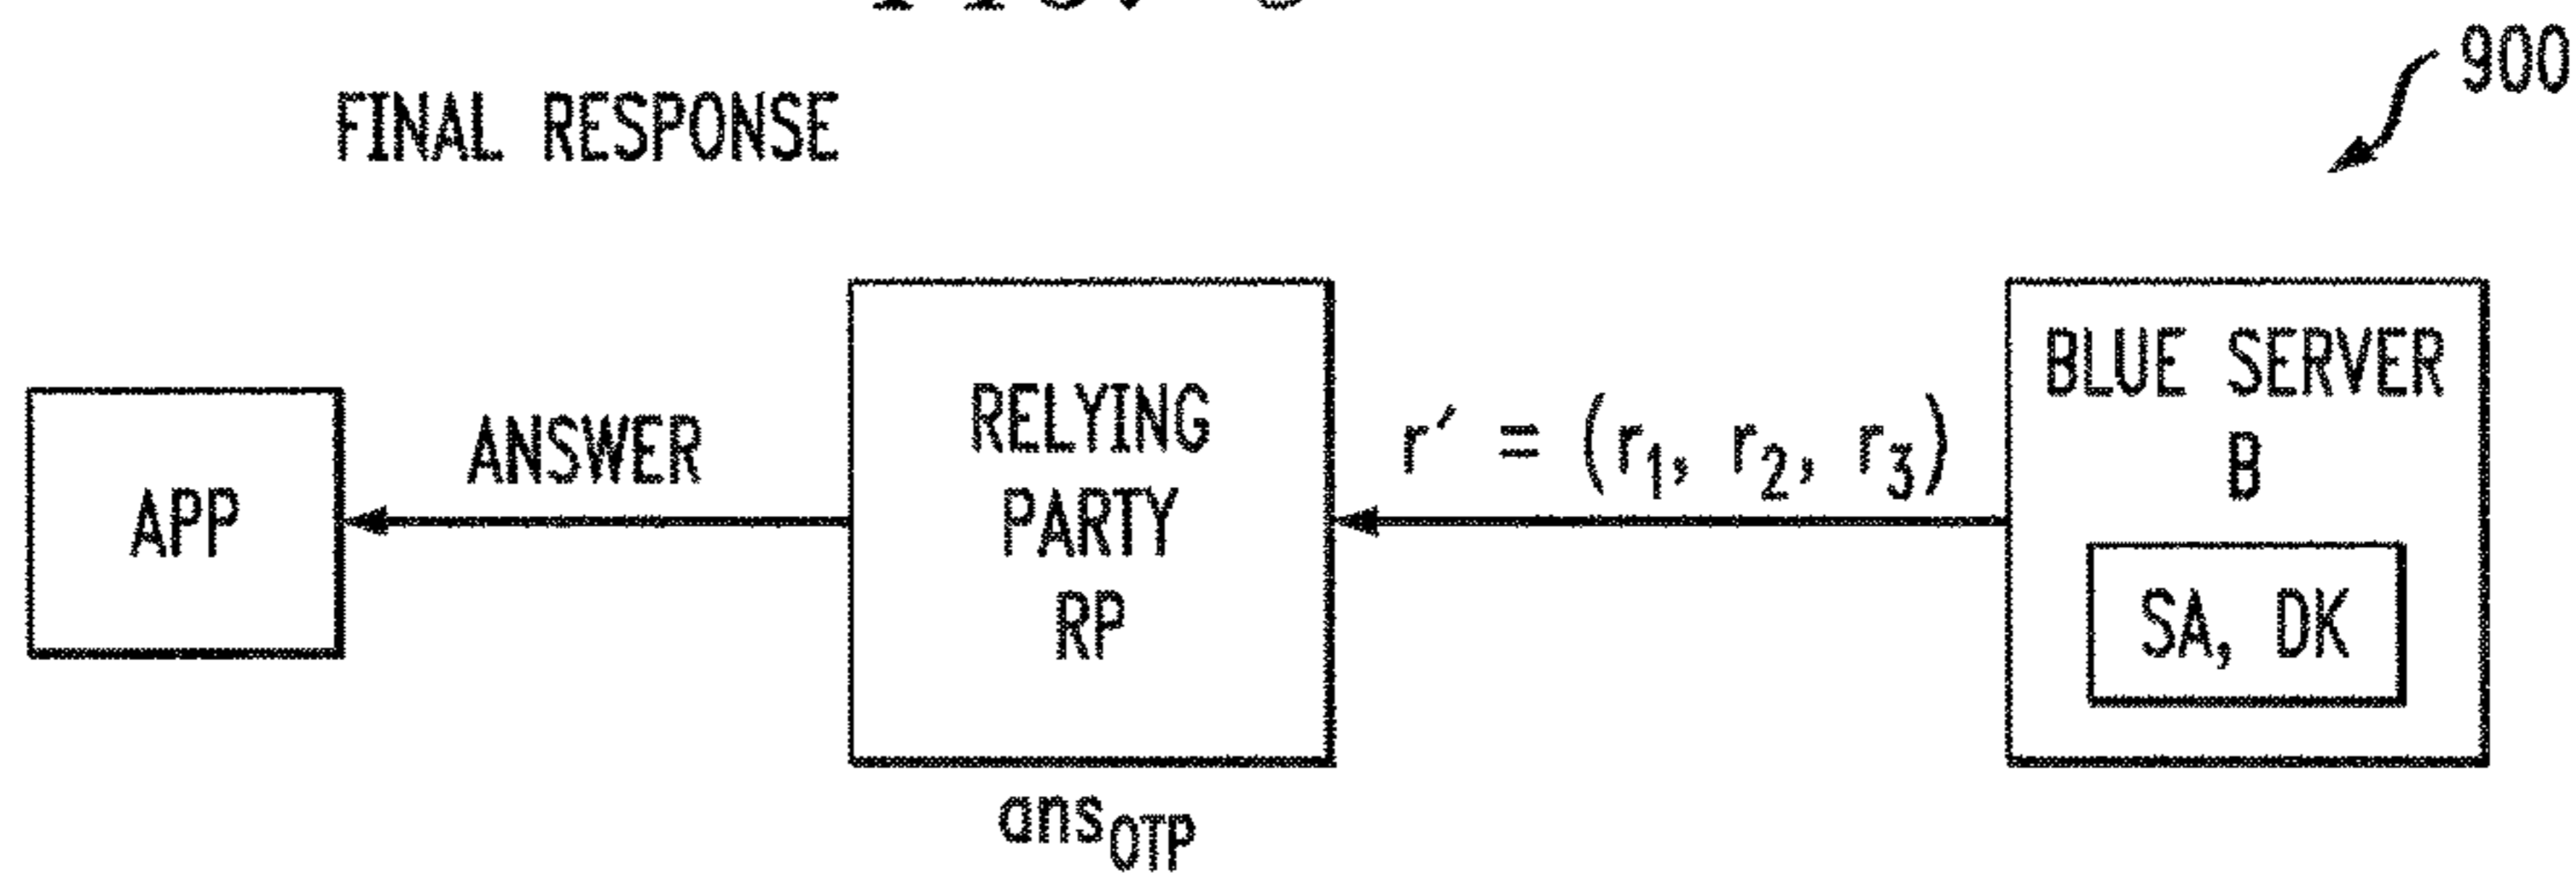 900
FINAL RESPONSE
APP
ANSWER
RELYING
PARTY
RP
ans_OTP
r′ = (r₁, r₂, r₃)
BLUE SERVER
B
SA, DK